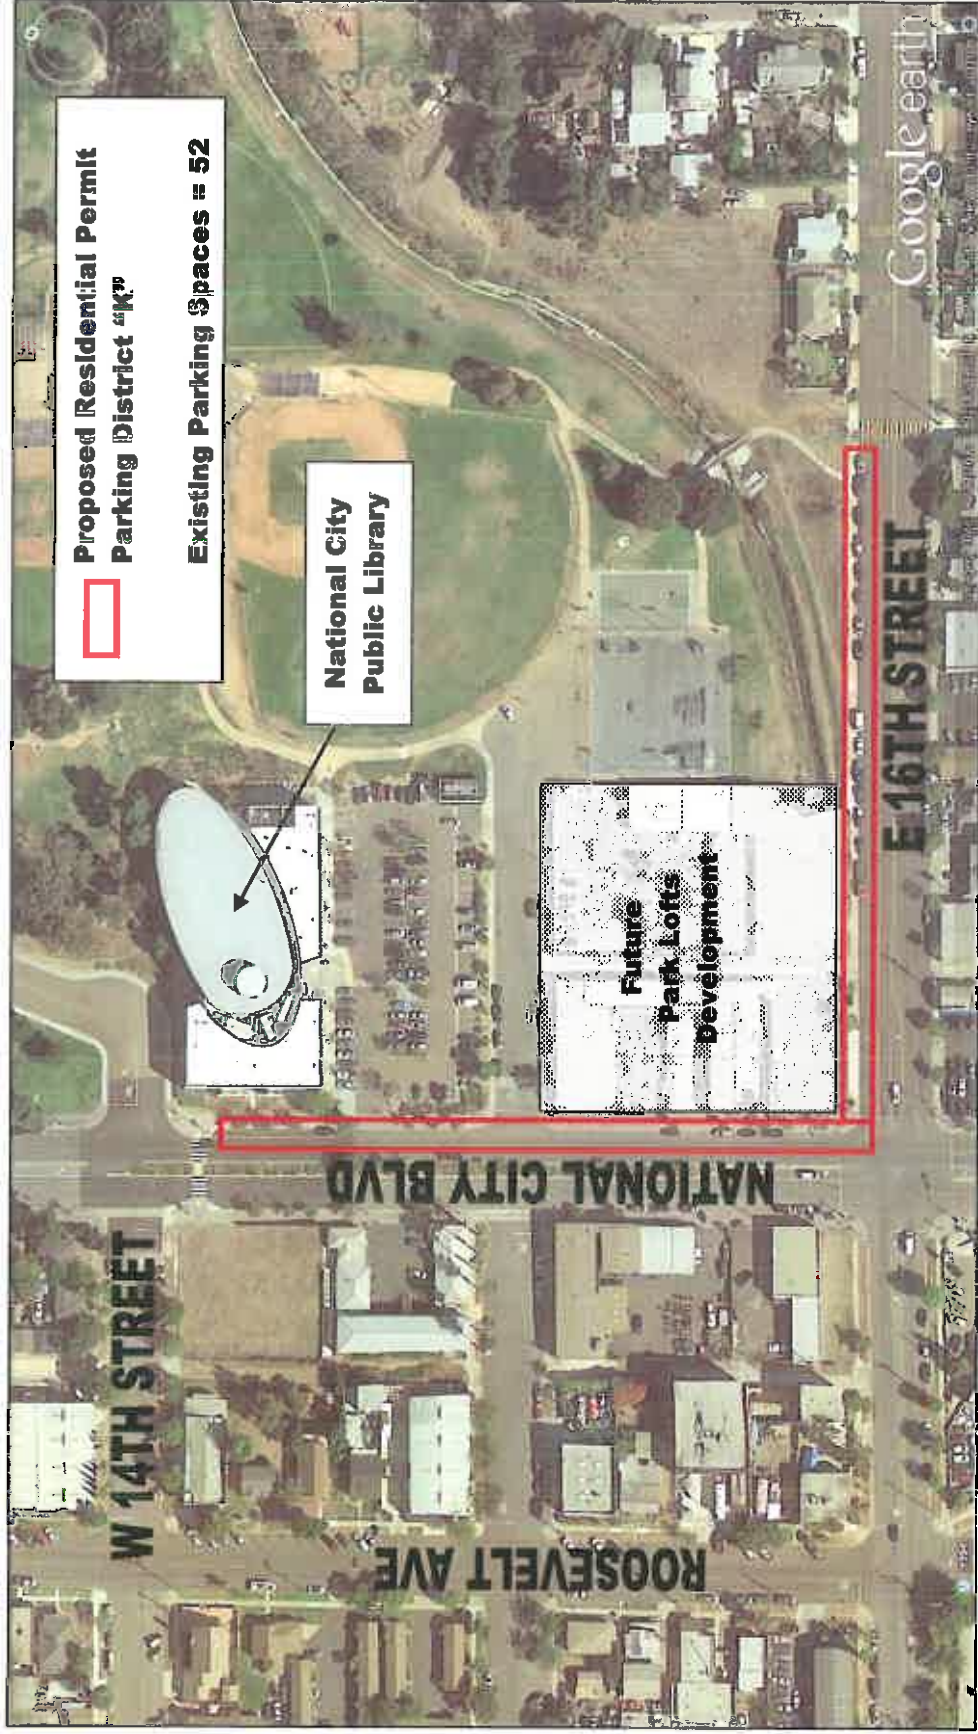 Proposed Residential Permit
Parking District “K”
Existing Parking Spaces = 52
National City
Public Library
Future
Park Lofts
Development
W 14TH STREET
NATIONAL CITY BLVD
ROOSEVELT AVE
E 16TH STREET
Google earth